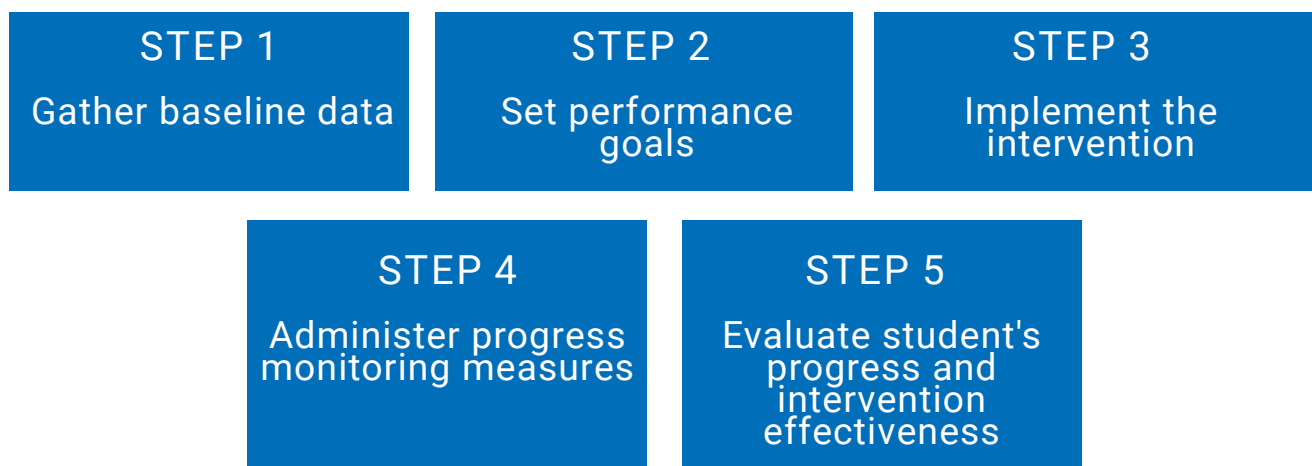 STEP 1
Gather baseline data
STEP 2
Set performance
goals
STEP 3
Implement the
intervention
STEP 4
Administer progress
monitoring measures
STEP 5
Evaluate student's
progress and
intervention
effectiveness